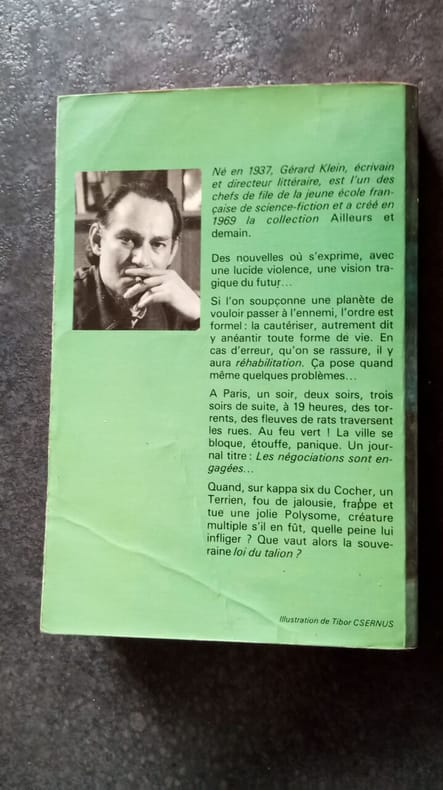 Né en 1937, Gérard Klein, écrivain
et directeur littéraire, est l'un des
chefs de file de la jeune école fran-
çaise de science-fiction et a créé en
1969 la collection Ailleurs et
demain.
Des nouvelles où s'exprime, avec
une lucide violence, une vision tra-
gique du futur...
Si l'on soupçonne une planète de
vouloir passer à l'ennemi, l'ordre est
formel : la cautériser, autrement dit
y anéantir toute forme de vie. En
cas d'erreur, qu'on se rassure, il y
aura réhabilitation. Ça pose quand
même quelques problèmes...
A Paris, un soir, deux soirs, trois
soirs de suite, à 19 heures, des tor-
rents, des fleuves de rats traversent
les rues. Au feu vert ! La ville se
bloque, étouffe, panique. Un jour-
nal titre : Les négociations sont en-
gagées...
Quand, sur kappa six du Cocher, un
Terrien, fou de jalousie, frappe et
tue une jolie Polysome, créature
multiple s'il en fût, quelle peine lui
infliger ? Que vaut alors la souve-
raine loi du talion ?
Illustration de Tibor CSERNUS